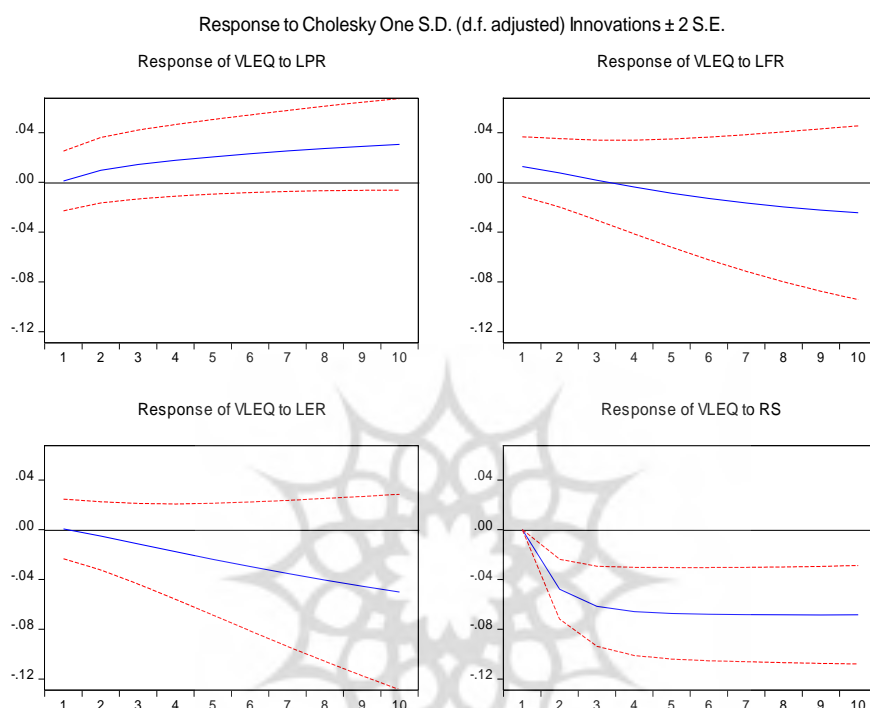 Response to Cholesky One S.D. (d.f. adjusted) Innovations ± 2 S.E.
Response of VLEQ to LPR
.04
.00
-.04
-.08
-.12
1 2 3 4 5 6 7 8 9 10
Response of VLEQ to LFR
.04
.00
-.04
-.08
-.12
1 2 3 4 5 6 7 8 9 10
Response of VLEQ to LER
.04
.00
-.04
-.08
-.12
1 2 3 4 5 6 7 8 9 10
Response of VLEQ to RS
.04
.00
-.04
-.08
-.12
1 2 3 4 5 6 7 8 9 10